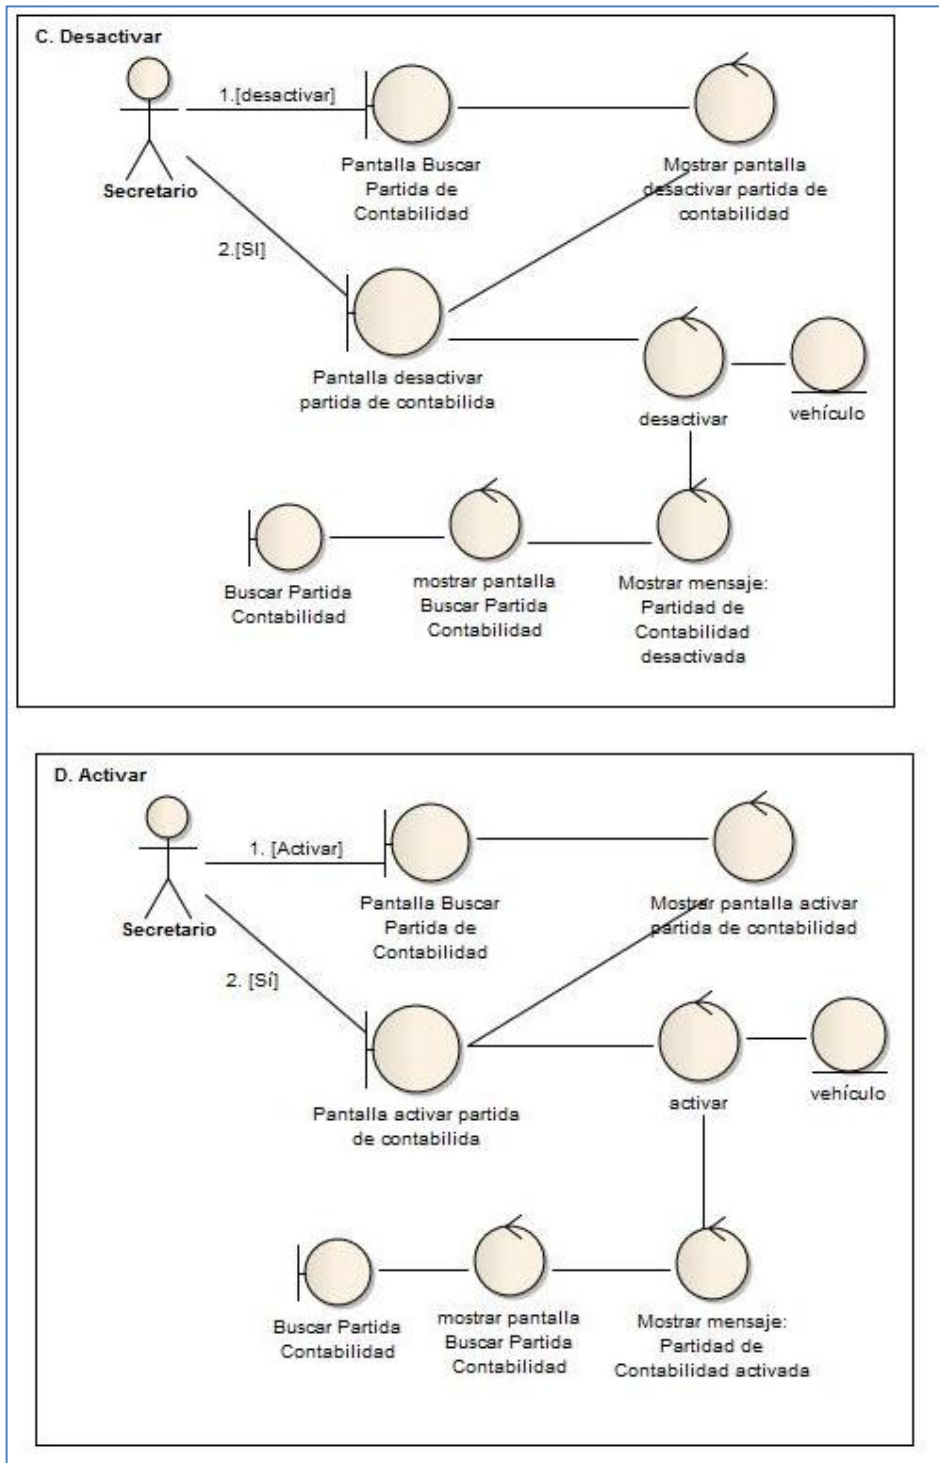 C. Desactivar
1.[desactivar]
Secretario
Pantalla Buscar
Partida de
Contabilidad
Mostrar pantalla
desactivar partida de
contabilidad
2.[SI]
Pantalla desactivar
partida de contabilida
desactivar
vehículo
Buscar Partida
Contabilidad
mostrar pantalla
Buscar Partida
Contabilidad
Mostrar mensaje:
Partidad de
Contabilidad
desactivada
D. Activar
1. [Activar]
Secretario
Pantalla Buscar
Partida de
Contabilidad
Mostrar pantalla activar
partida de contabilidad
2. [Sí]
Pantalla activar partida
de contabilida
activar
vehículo
Buscar Partida
Contabilidad
mostrar pantalla
Buscar Partida
Contabilidad
Mostrar mensaje:
Partidad de
Contabilidad activada